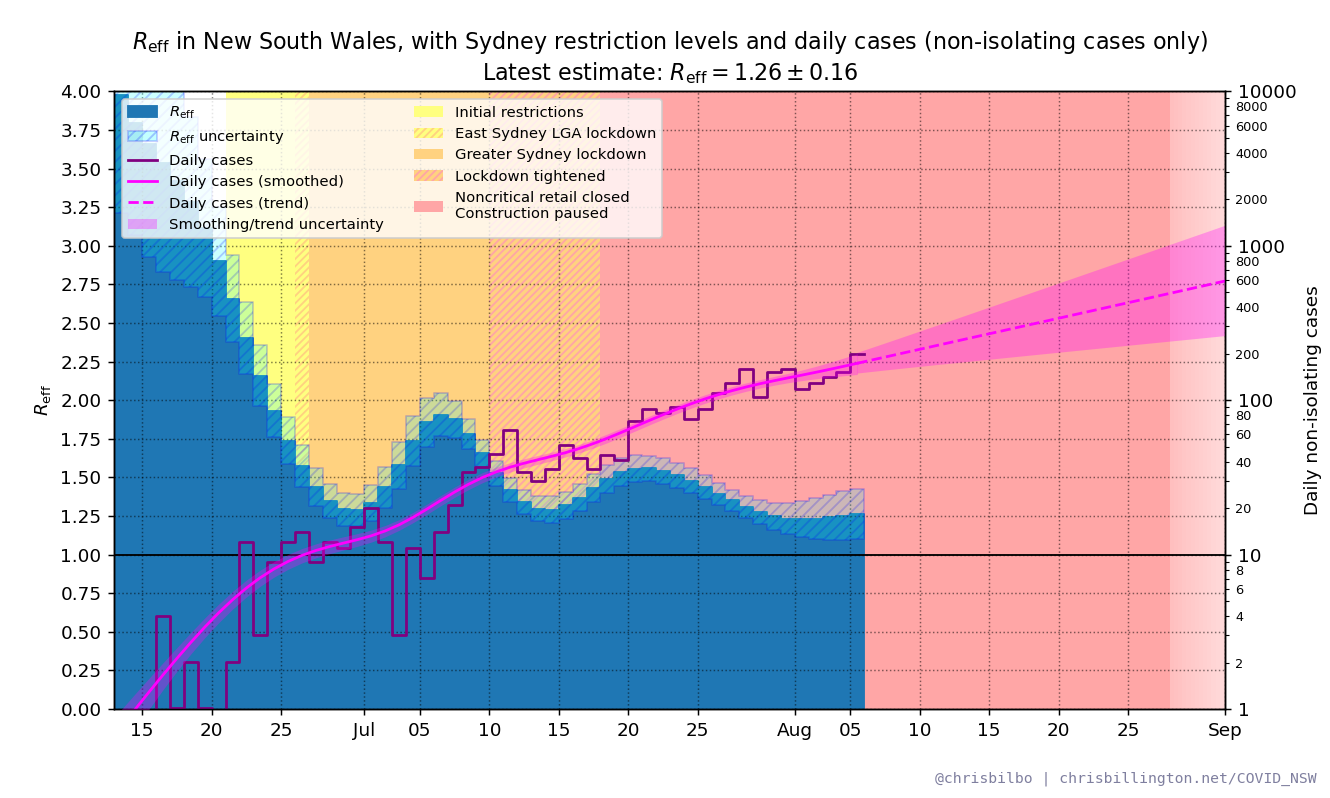 Reff in New South Wales, with Sydney restriction levels and daily cases (non-isolating cases only)
Latest estimate: Reff = 1.26 ± 0.16
Reff
Reff uncertainty
Daily cases
Daily cases (smoothed)
Daily cases (trend)
Smoothing/trend uncertainty
Initial restrictions
East Sydney LGA lockdown
Greater Sydney lockdown
Lockdown tightened
Noncritical retail closed
Construction paused
Reff
4.00
3.75
3.50
3.25
3.00
2.75
2.50
2.25
2.00
1.75
1.50
1.25
1.00
0.75
0.50
0.25
0.00
15 20 25 Jul 05 10 15 20 25 Aug 05 10 15 20 25 Sep
10000
8000
6000
4000
2000
1000
800
600
400
200
100
80
60
40
20
10
8
6
4
2
1
Daily non-isolating cases
@chrisbilbo | chrisbillington.net/COVID_NSW